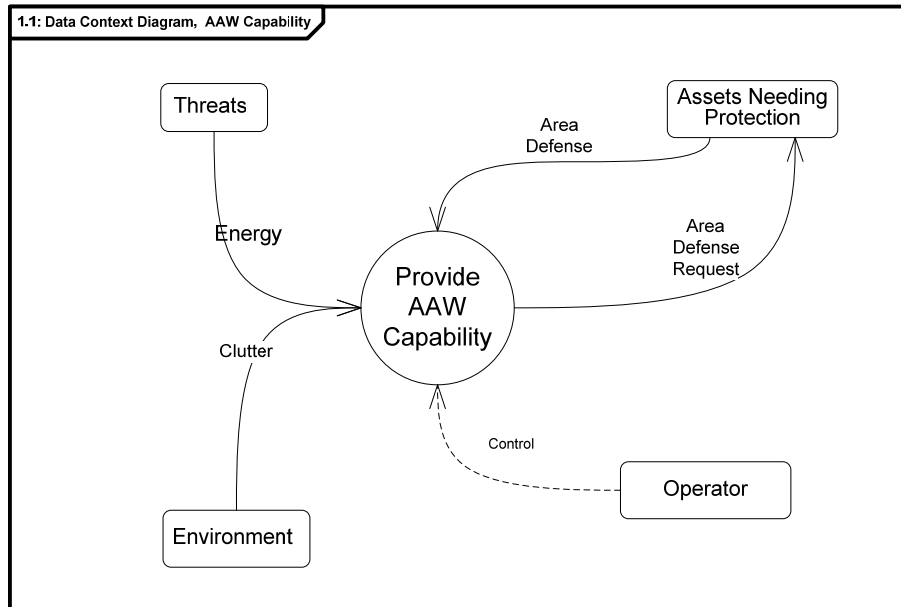 1.1: Data Context Diagram, AAW Capability
Threats
Assets Needing
Protection
Area
Defense
Energy
Area
Defense
Request
Provide
AAW
Capability
Clutter
Control
Operator
Environment